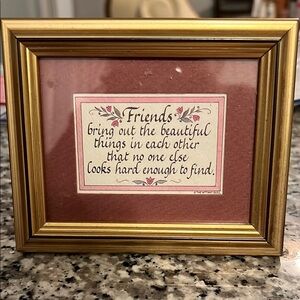 Friends
bring out the beautiful
things in each other
that no one else
looks hard enough to find.